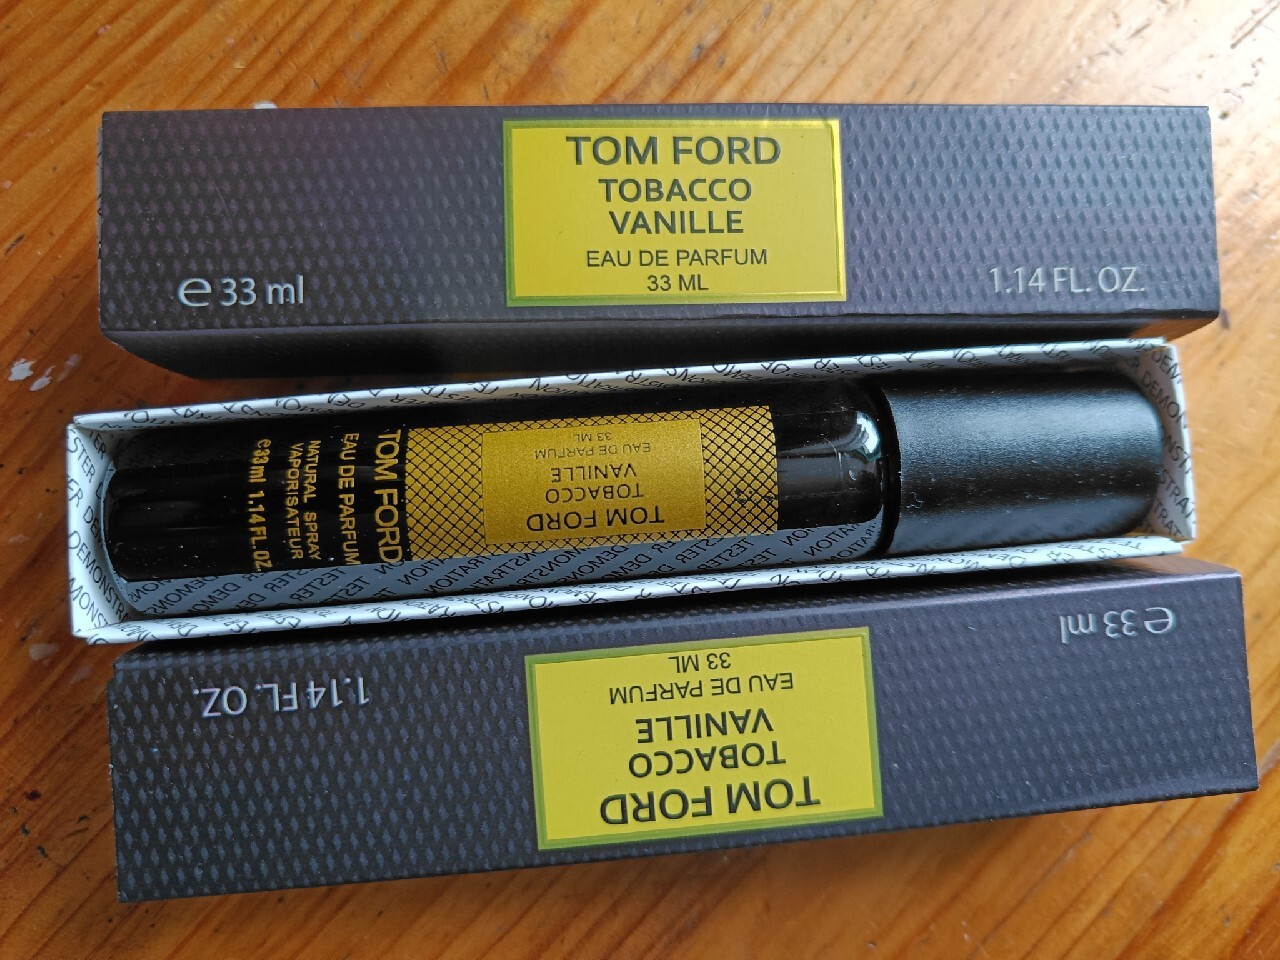 TOM FORD
TOBACCO
VANILLE
EAU DE PARFUM
33 ML
℮ 33 ml
1.14 FL. OZ.
TOM FORD
EAU DE PARFUM
NATURAL SPRAY
VAPORISATEUR
℮33ml 1.14FL.OZ
TOM FORD
TOBACCO
VANILLE
EAU DE PARFUM
33 ML
TESTER DEMONSTRATION
℮ 33 ml
1.14 FL. OZ.
TOM FORD
TOBACCO
VANILLE
EAU DE PARFUM
33 ML